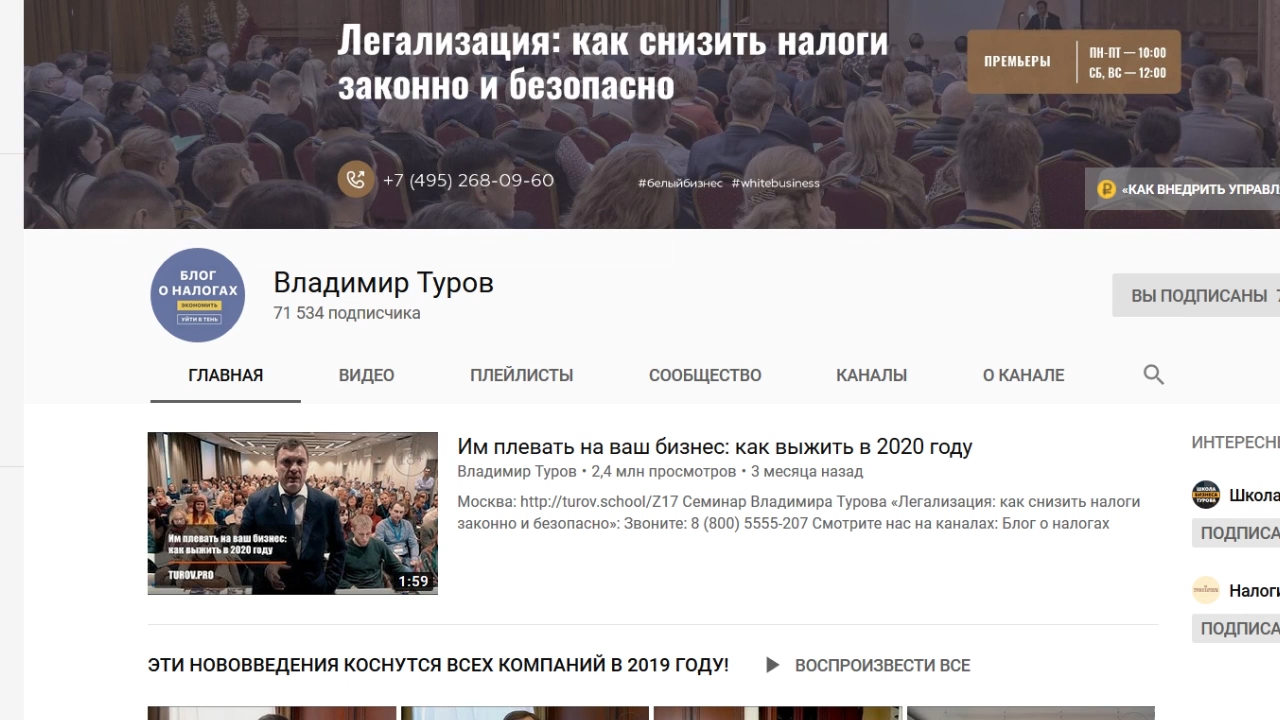 Легализация: как снизить налоги
законно и безопасно
ПРЕМЬЕРЫ
ПН-ПТ — 10:00
СБ, ВС — 12:00
+7 (495) 268-09-60
#белыйбизнес #whitebusiness
«КАК ВНЕДРИТЬ УПРАВЛ
БЛОГ
О НАЛОГАХ
ЭКОНОМИТЬ
УЙТИ В ТЕНЬ
Владимир Туров
71 534 подписчика
ВЫ ПОДПИСАНЫ 7
ГЛАВНАЯ
ВИДЕО
ПЛЕЙЛИСТЫ
СООБЩЕСТВО
КАНАЛЫ
О КАНАЛЕ
Им плевать на ваш бизнес:
как выжить в 2020 году
TUROV.PRO
1:59
Им плевать на ваш бизнес: как выжить в 2020 году
Владимир Туров • 2,4 млн просмотров • 3 месяца назад
Москва http://turov.school/Z17 Семинар Владимира Турова «Легализация: как снизить налоги
законно и безопасно»: Звоните: 8 (800) 5555-207 Смотрите нас на каналах: Блог о налогах
ИНТЕРЕСН
ШКОЛА
БИЗНЕСА
ТУРОВА
Школа
ПОДПИСА
Налоги
ПОДПИСА
ЭТИ НОВОВВЕДЕНИЯ КОСНУТСЯ ВСЕХ КОМПАНИЙ В 2019 ГОДУ!
ВОСПРОИЗВЕСТИ ВСЕ